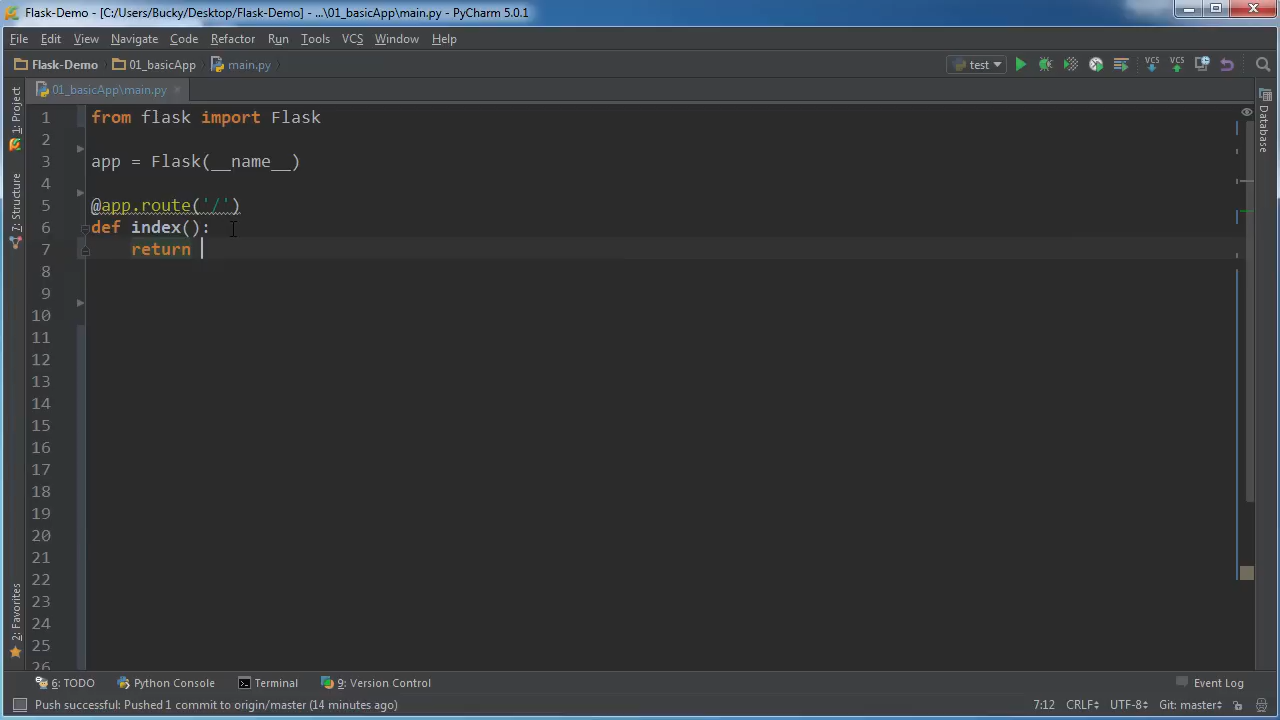 Flask-Demo - [C:/Users/Bucky/Desktop/Flask-Demo] - ...\01_basicApp\main.py - PyCharm 5.0.1
File Edit View Navigate Code Refactor Run Tools VCS Window Help
Flask-Demo 01_basicApp main.py test VCS VCS
1: Project
7: Structure
2: Favorites
Database
01_basicApp\main.py
1 from flask import Flask
2
3 app = Flask(__name__)
4
5 @app.route('/')
6 def index():
7 return
8
9
10
11
12
13
14
15
16
17
18
19
20
21
22
23
24
25
26
6: TODO Python Console Terminal 9: Version Control Event Log
Push successful: Pushed 1 commit to origin/master (14 minutes ago) 7:12 CRLF UTF-8 Git: master